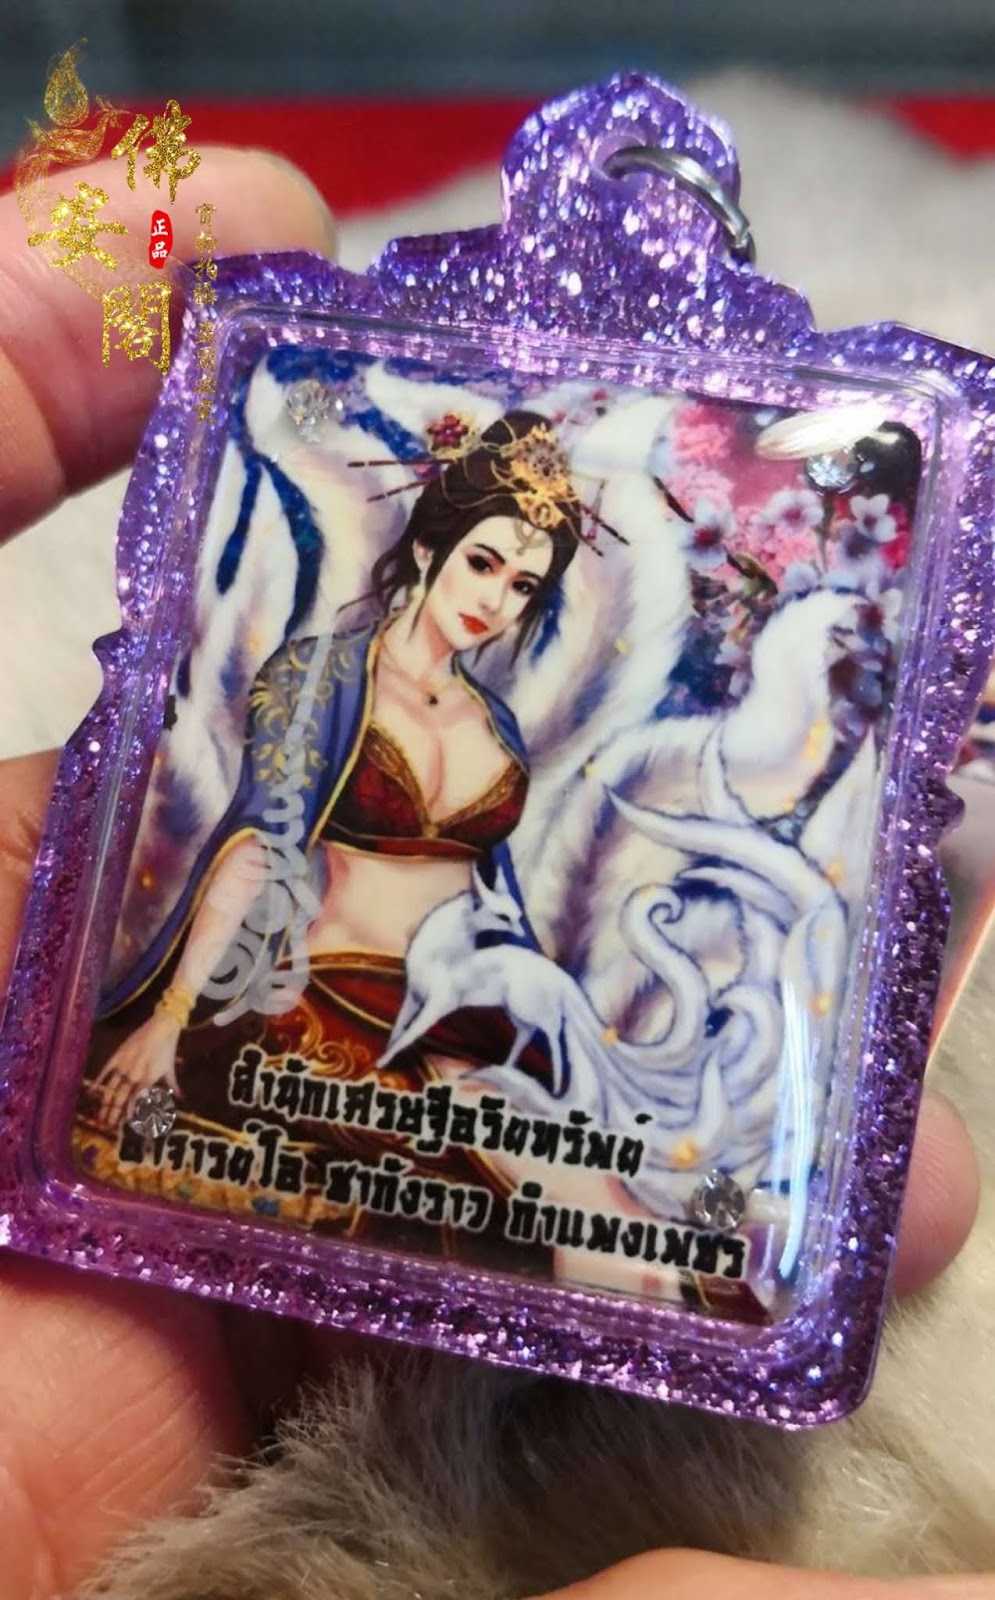 佛安閣
正品
สำนักเศรษฐีอริยทรัพย์
อาจารย์โอ ชากังราว กำแพงเพชร